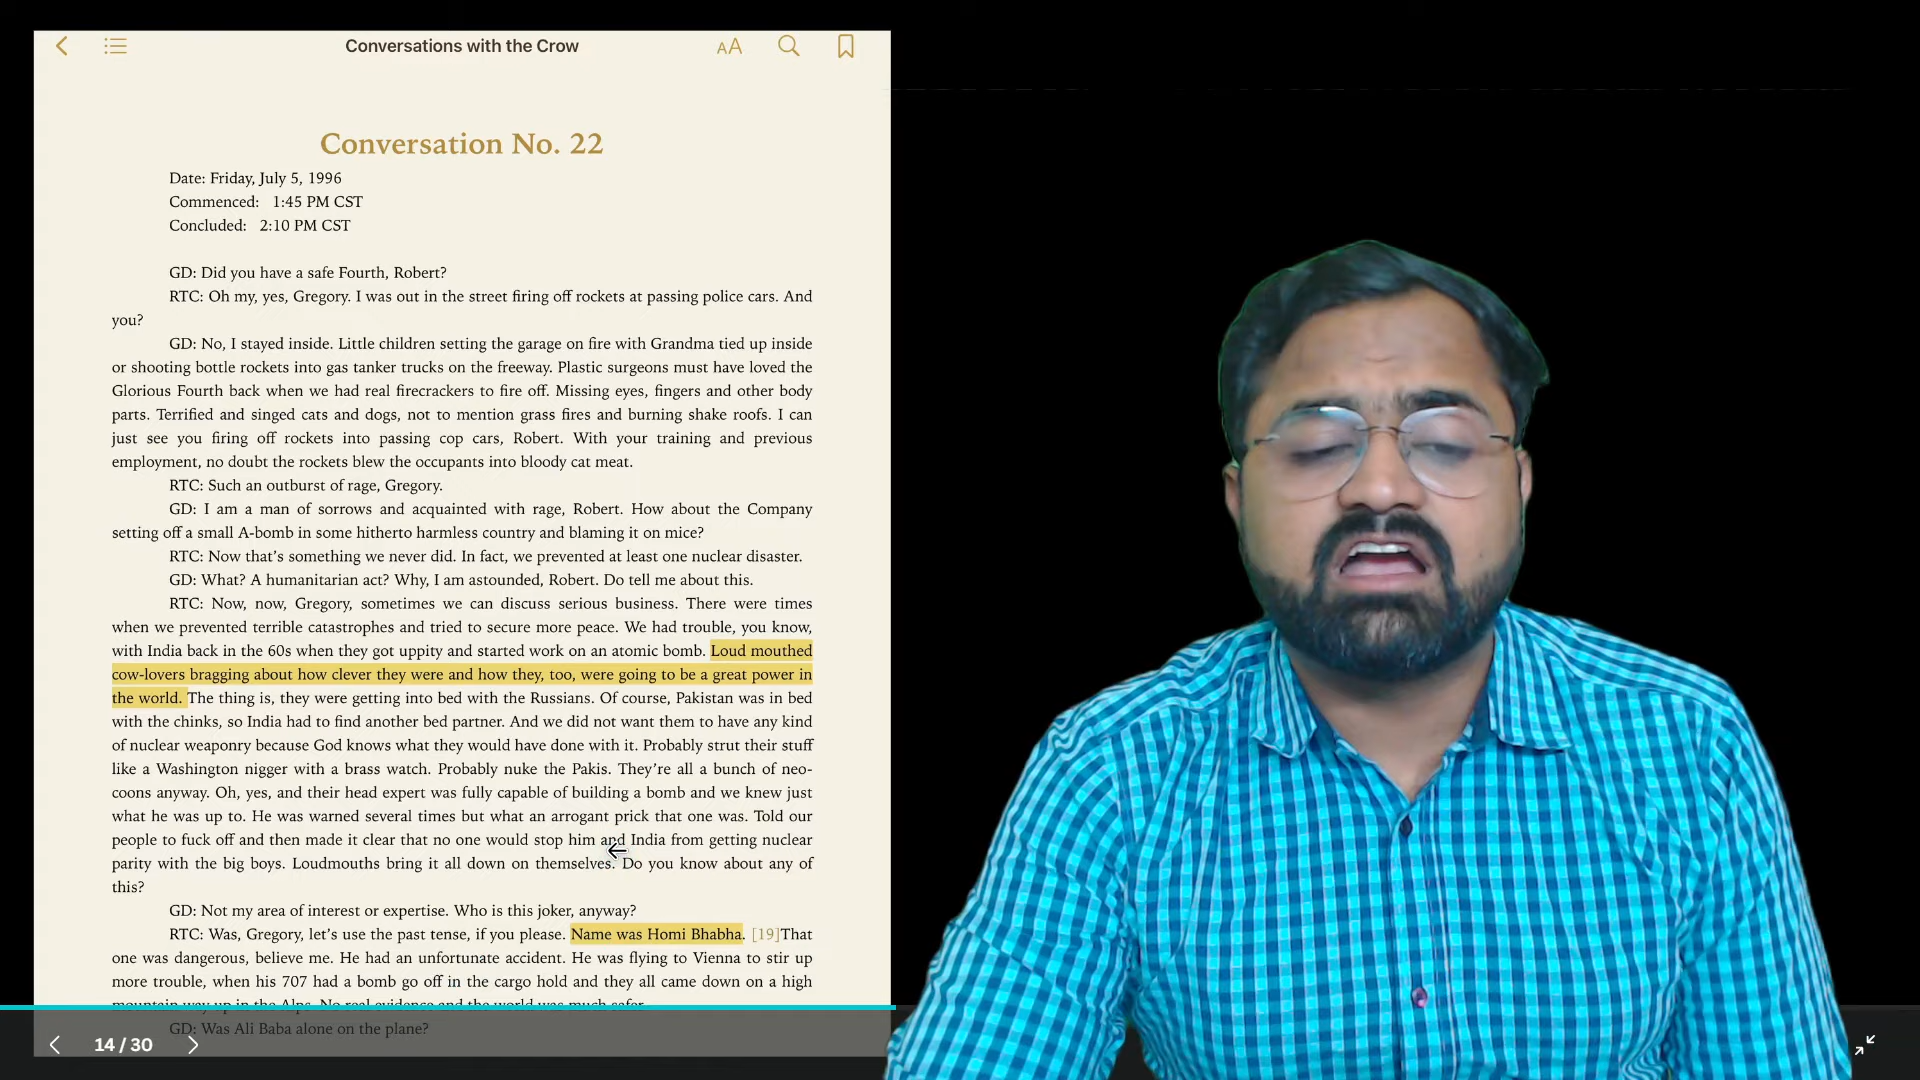 Conversations with the Crow
AA
Conversation No. 22
Date: Friday, July 5, 1996
Commenced: 1:45 PM CST
Concluded: 2:10 PM CST
GD: Did you have a safe Fourth, Robert?
RTC: Oh my, yes, Gregory. I was out in the street firing off rockets at passing police cars. And
you?
GD: No, I stayed inside. Little children setting the garage on fire with Grandma tied up inside
or shooting bottle rockets into gas tanker trucks on the freeway. Plastic surgeons must have loved the
Glorious Fourth back when we had real firecrackers to fire off. Missing eyes, fingers and other body
parts. Terrified and singed cats and dogs, not to mention grass fires and burning shake roofs. I can
just see you firing off rockets into passing cop cars, Robert. With your training and previous
employment, no doubt the rockets blew the occupants into bloody cat meat.
RTC: Such an outburst of rage, Gregory.
GD: I am a man of sorrows and acquainted with rage, Robert. How about the Company
setting off a small A-bomb in some hitherto harmless country and blaming it on mice?
RTC: Now that’s something we never did. In fact, we prevented at least one nuclear disaster.
GD: What? A humanitarian act? Why, I am astounded, Robert. Do tell me about this.
RTC: Now, now, Gregory, sometimes we can discuss serious business. There were times
when we prevented terrible catastrophes and tried to secure more peace. We had trouble, you know,
with India back in the 60s when they got uppity and started work on an atomic bomb. Loud mouthed
cow-lovers bragging about how clever they were and how they, too, were going to be a great power in
the world. The thing is, they were getting into bed with the Russians. Of course, Pakistan was in bed
with the chinks, so India had to find another bed partner. And we did not want them to have any kind
of nuclear weaponry because God knows what they would have done with it. Probably strut their stuff
like a Washington nigger with a brass watch. Probably nuke the Pakis. They’re all a bunch of neo-
coons anyway. Oh, yes, and their head expert was fully capable of building a bomb and we knew just
what he was up to. He was warned several times but what an arrogant prick that one was. Told our
people to fuck off and then made it clear that no one would stop him and India from getting nuclear
parity with the big boys. Loudmouths bring it all down on themselves. Do you know about any of
this?
GD: Not my area of interest or expertise. Who is this joker, anyway?
RTC: Was, Gregory, let’s use the past tense, if you please. Name was Homi Bhabha. [19]That
one was dangerous, believe me. He had an unfortunate accident. He was flying to Vienna to stir up
more trouble, when his 707 had a bomb go off in the cargo hold and they all came down on a high
mountain way up in the Alps. No real evidence and the world was much safer.
GD: Was Ali Baba alone on the plane?
14 / 30